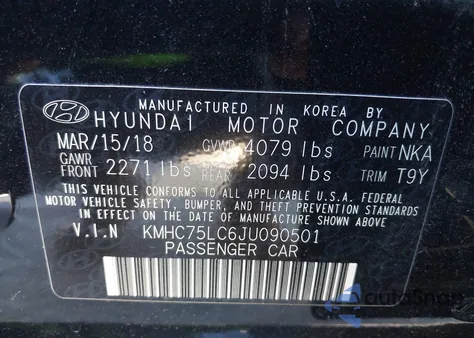 MANUFACTURED IN KOREA BY
HYUNDAI MOTOR COMPANY
MAR/15/18 GVWR 4079 lbs PAINT NKA
GAWR
FRONT 2271 lbs REAR 2094 lbs TRIM T9Y
THIS VEHICLE CONFORMS TO ALL APPLICABLE U.S.A. FEDERAL
MOTOR VEHICLE SAFETY, BUMPER, AND THEFT PREVENTION STANDARDS
IN EFFECT ON THE DATE OF MANUFACTURE SHOWN ABOVE.
V.I.N KMHC75LC6JU090501
PASSENGER CAR